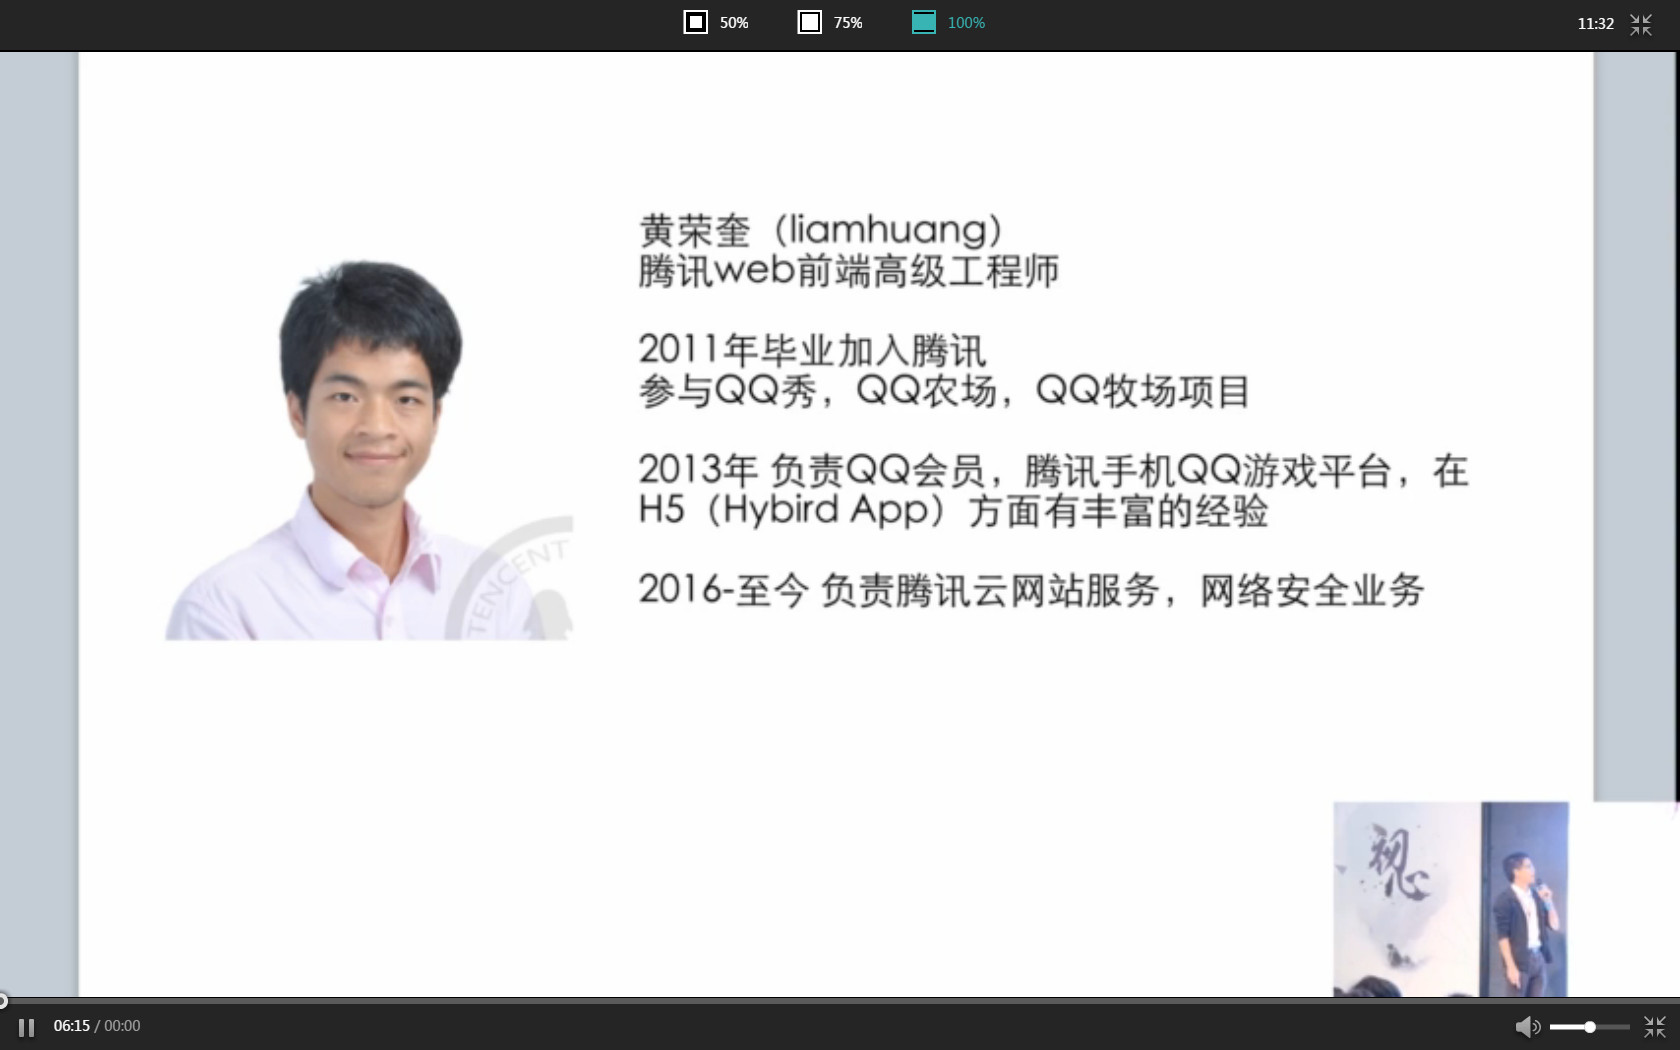 50%
75%
100%
11:32
黄荣奎（liamhuang）
腾讯web前端高级工程师
2011年毕业加入腾讯
参与QQ秀，QQ农场，QQ牧场项目
2013年 负责QQ会员，腾讯手机QQ游戏平台，在
H5（Hybird App）方面有丰富的经验
2016-至今 负责腾讯云网站服务，网络安全业务
TENCENT
06:15 / 00:00